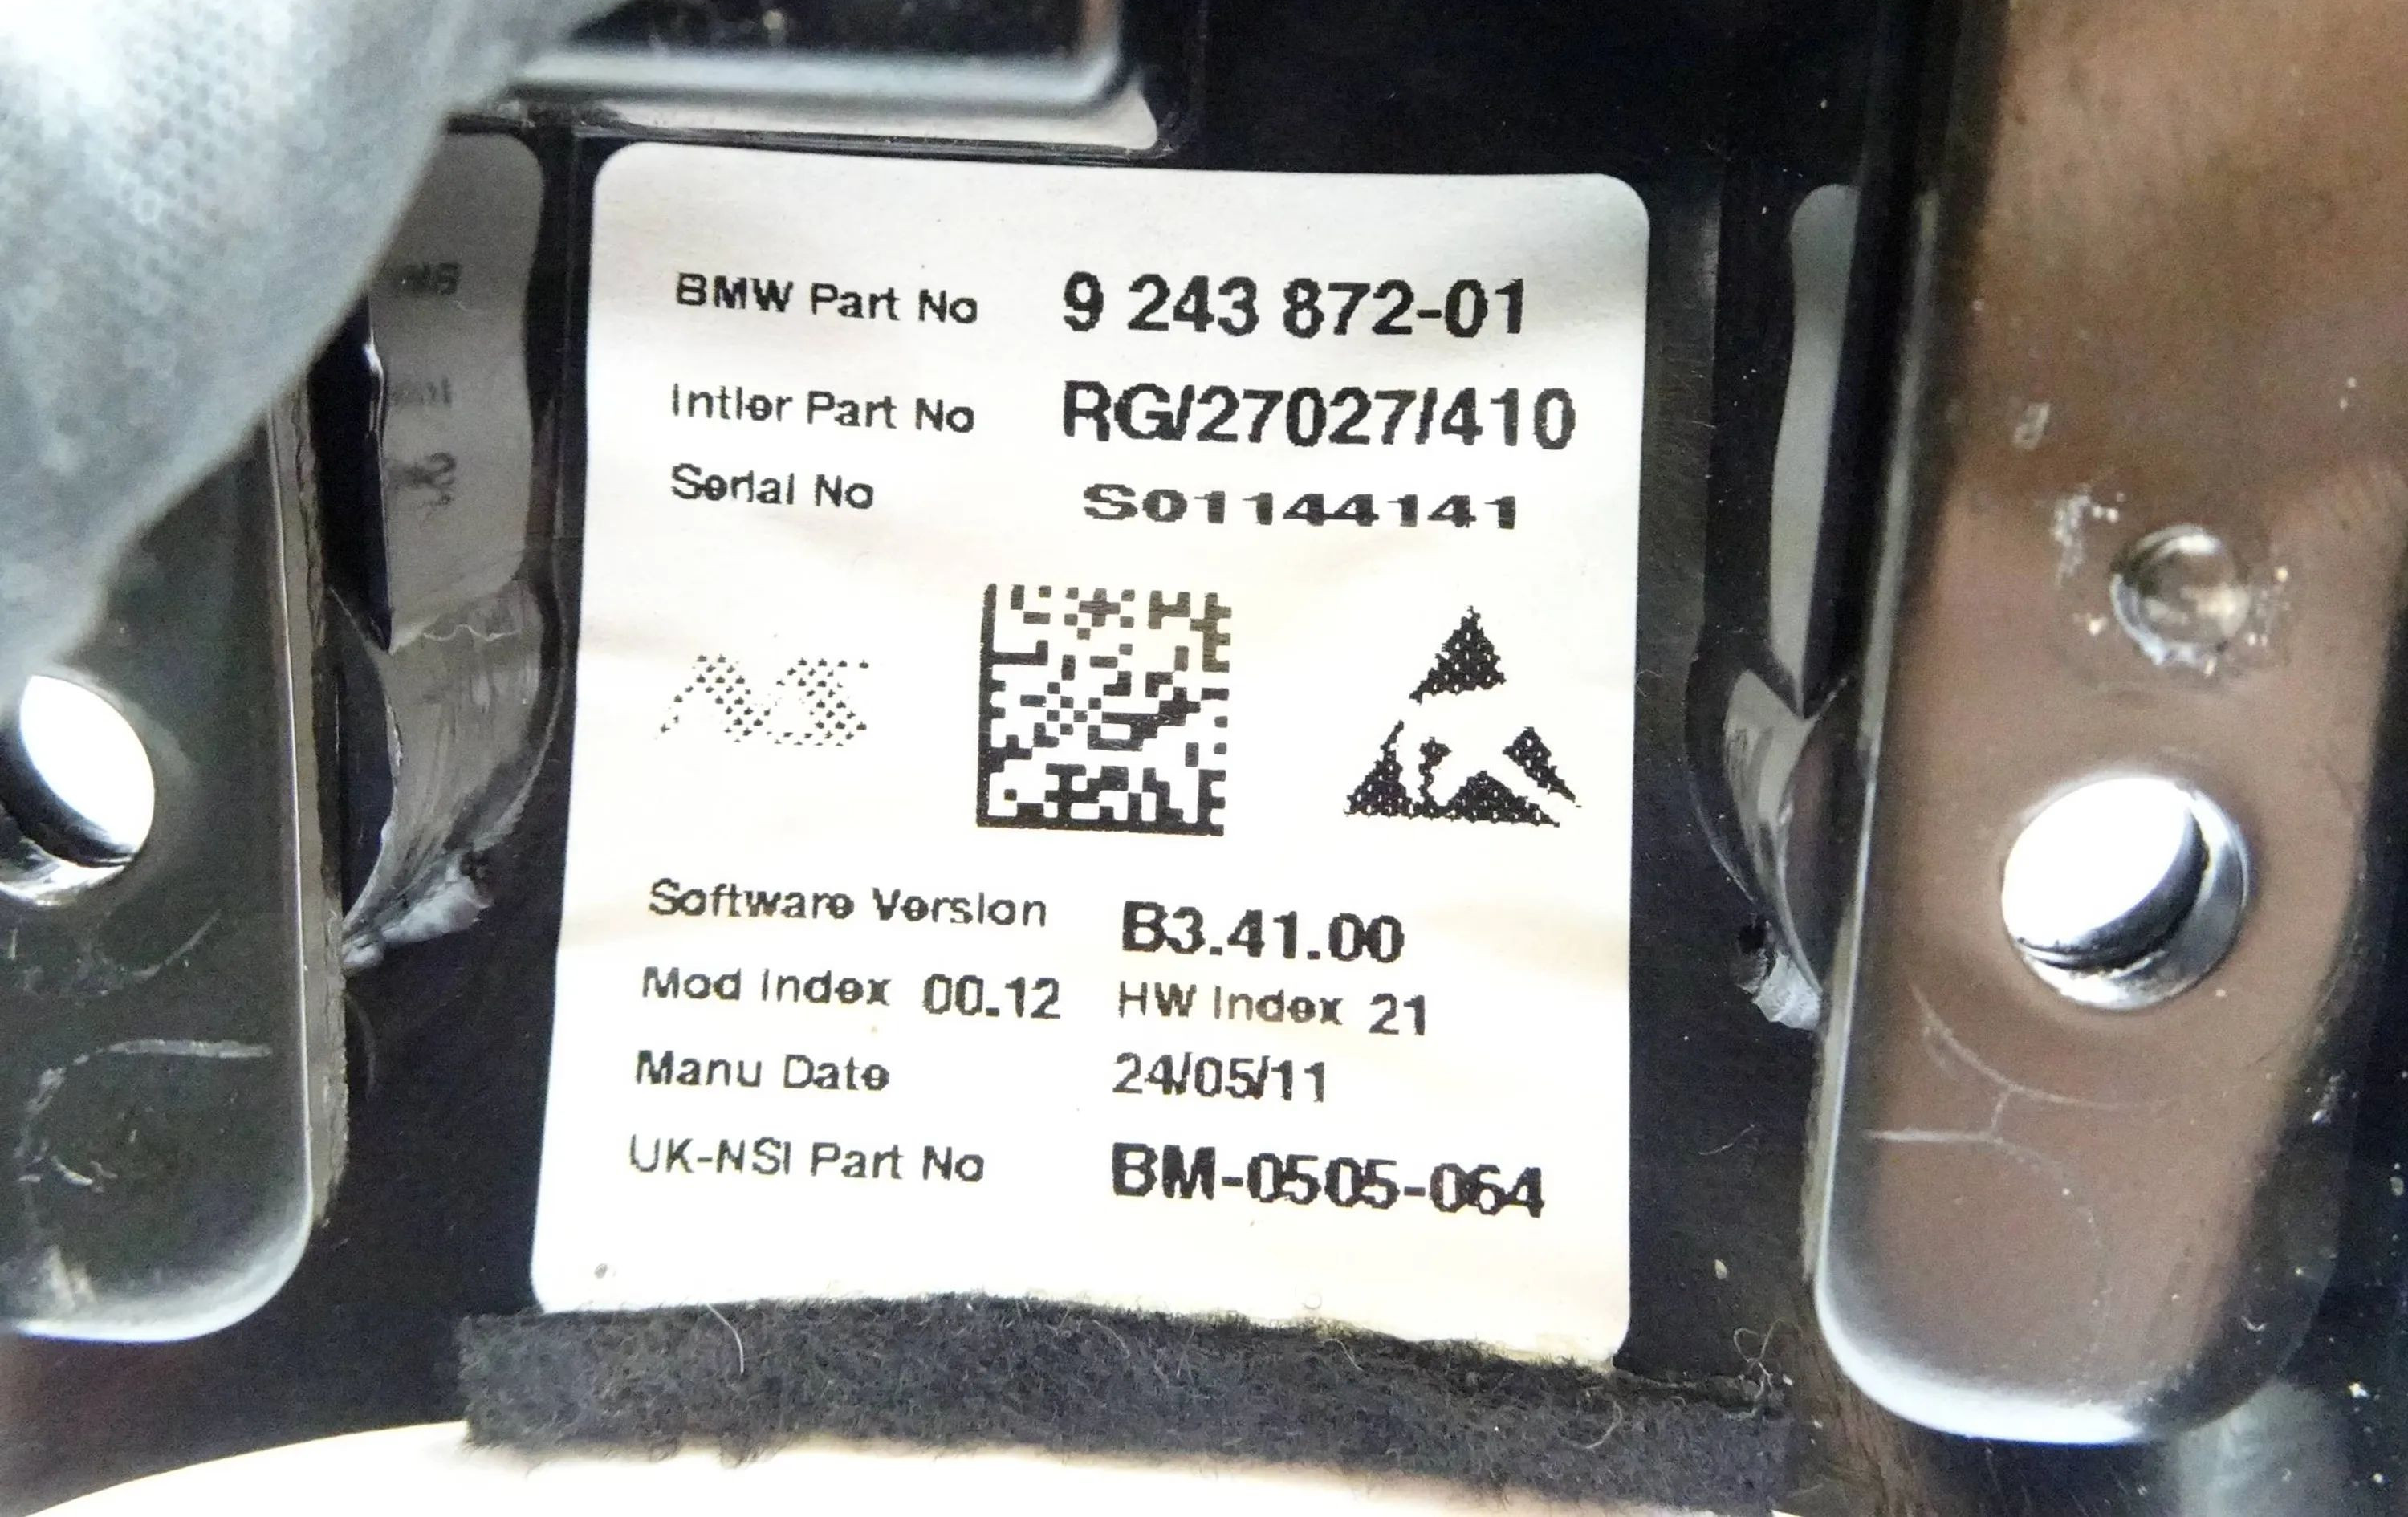 BMW Part No 9 243 872-01
Intier Part No RG/27027/410
Serial No S01144141
Software Version B3.41.00
Mod Index 00.12 HW Index 21
Manu Date 24/05/11
UK-NSI Part No BM-0505-064